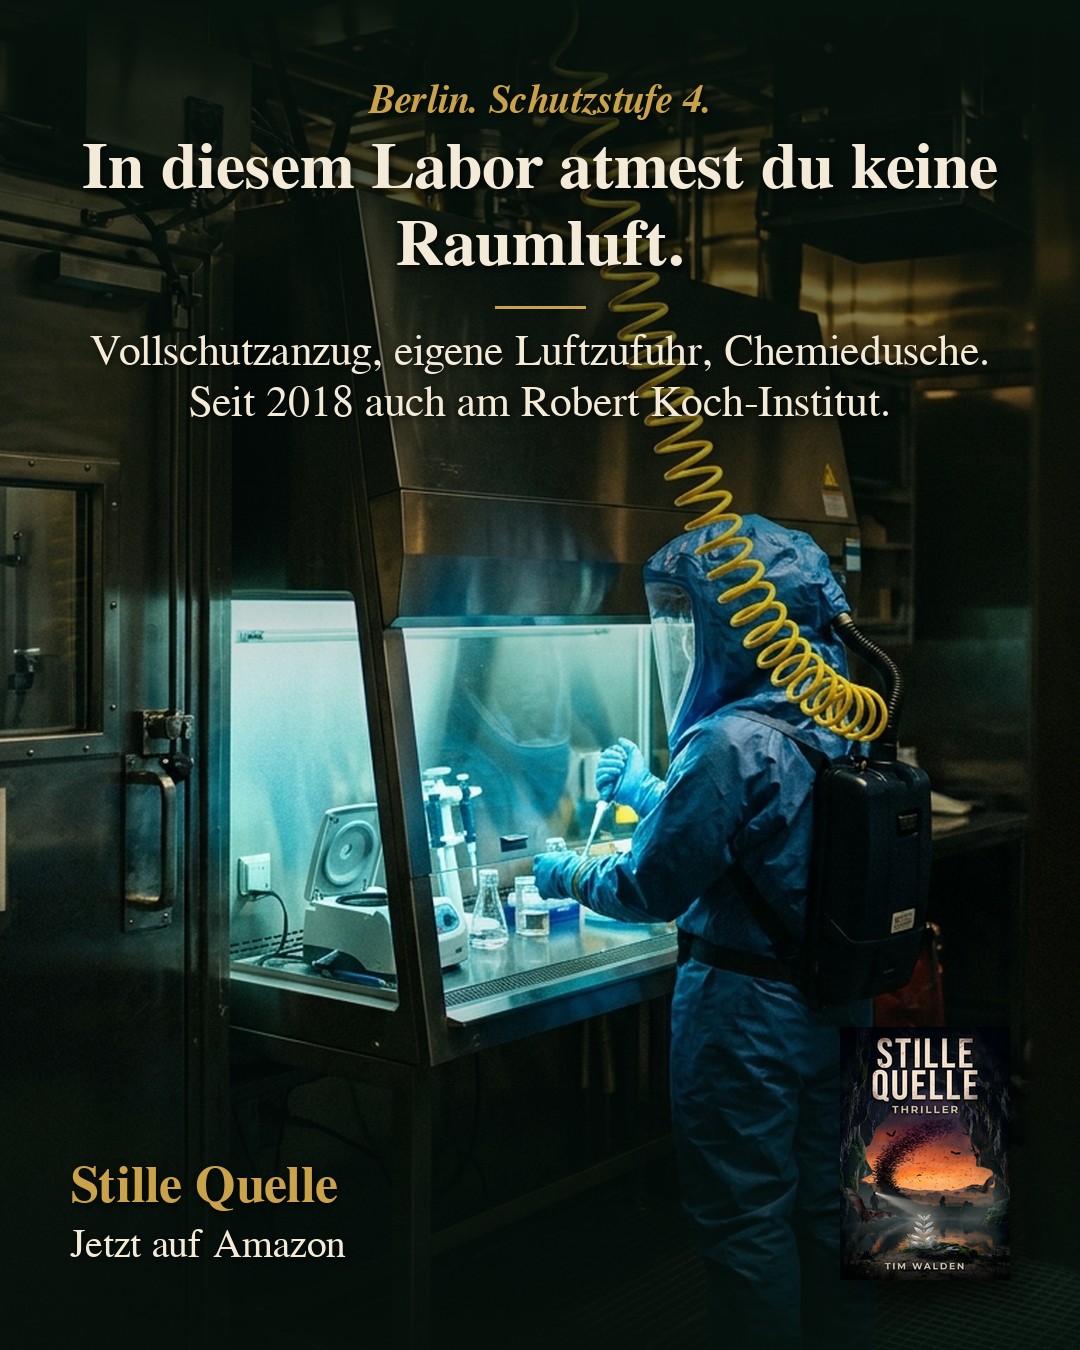 Berlin. Schutzstufe 4.
In diesem Labor atmest du keine
Raumluft.
Vollschutzanzug, eigene Luftzufuhr, Chemiedusche.
Seit 2018 auch am Robert Koch-Institut.
STILLE
QUELLE
THRILLER
TIM WALDEN
Stille Quelle
Jetzt auf Amazon